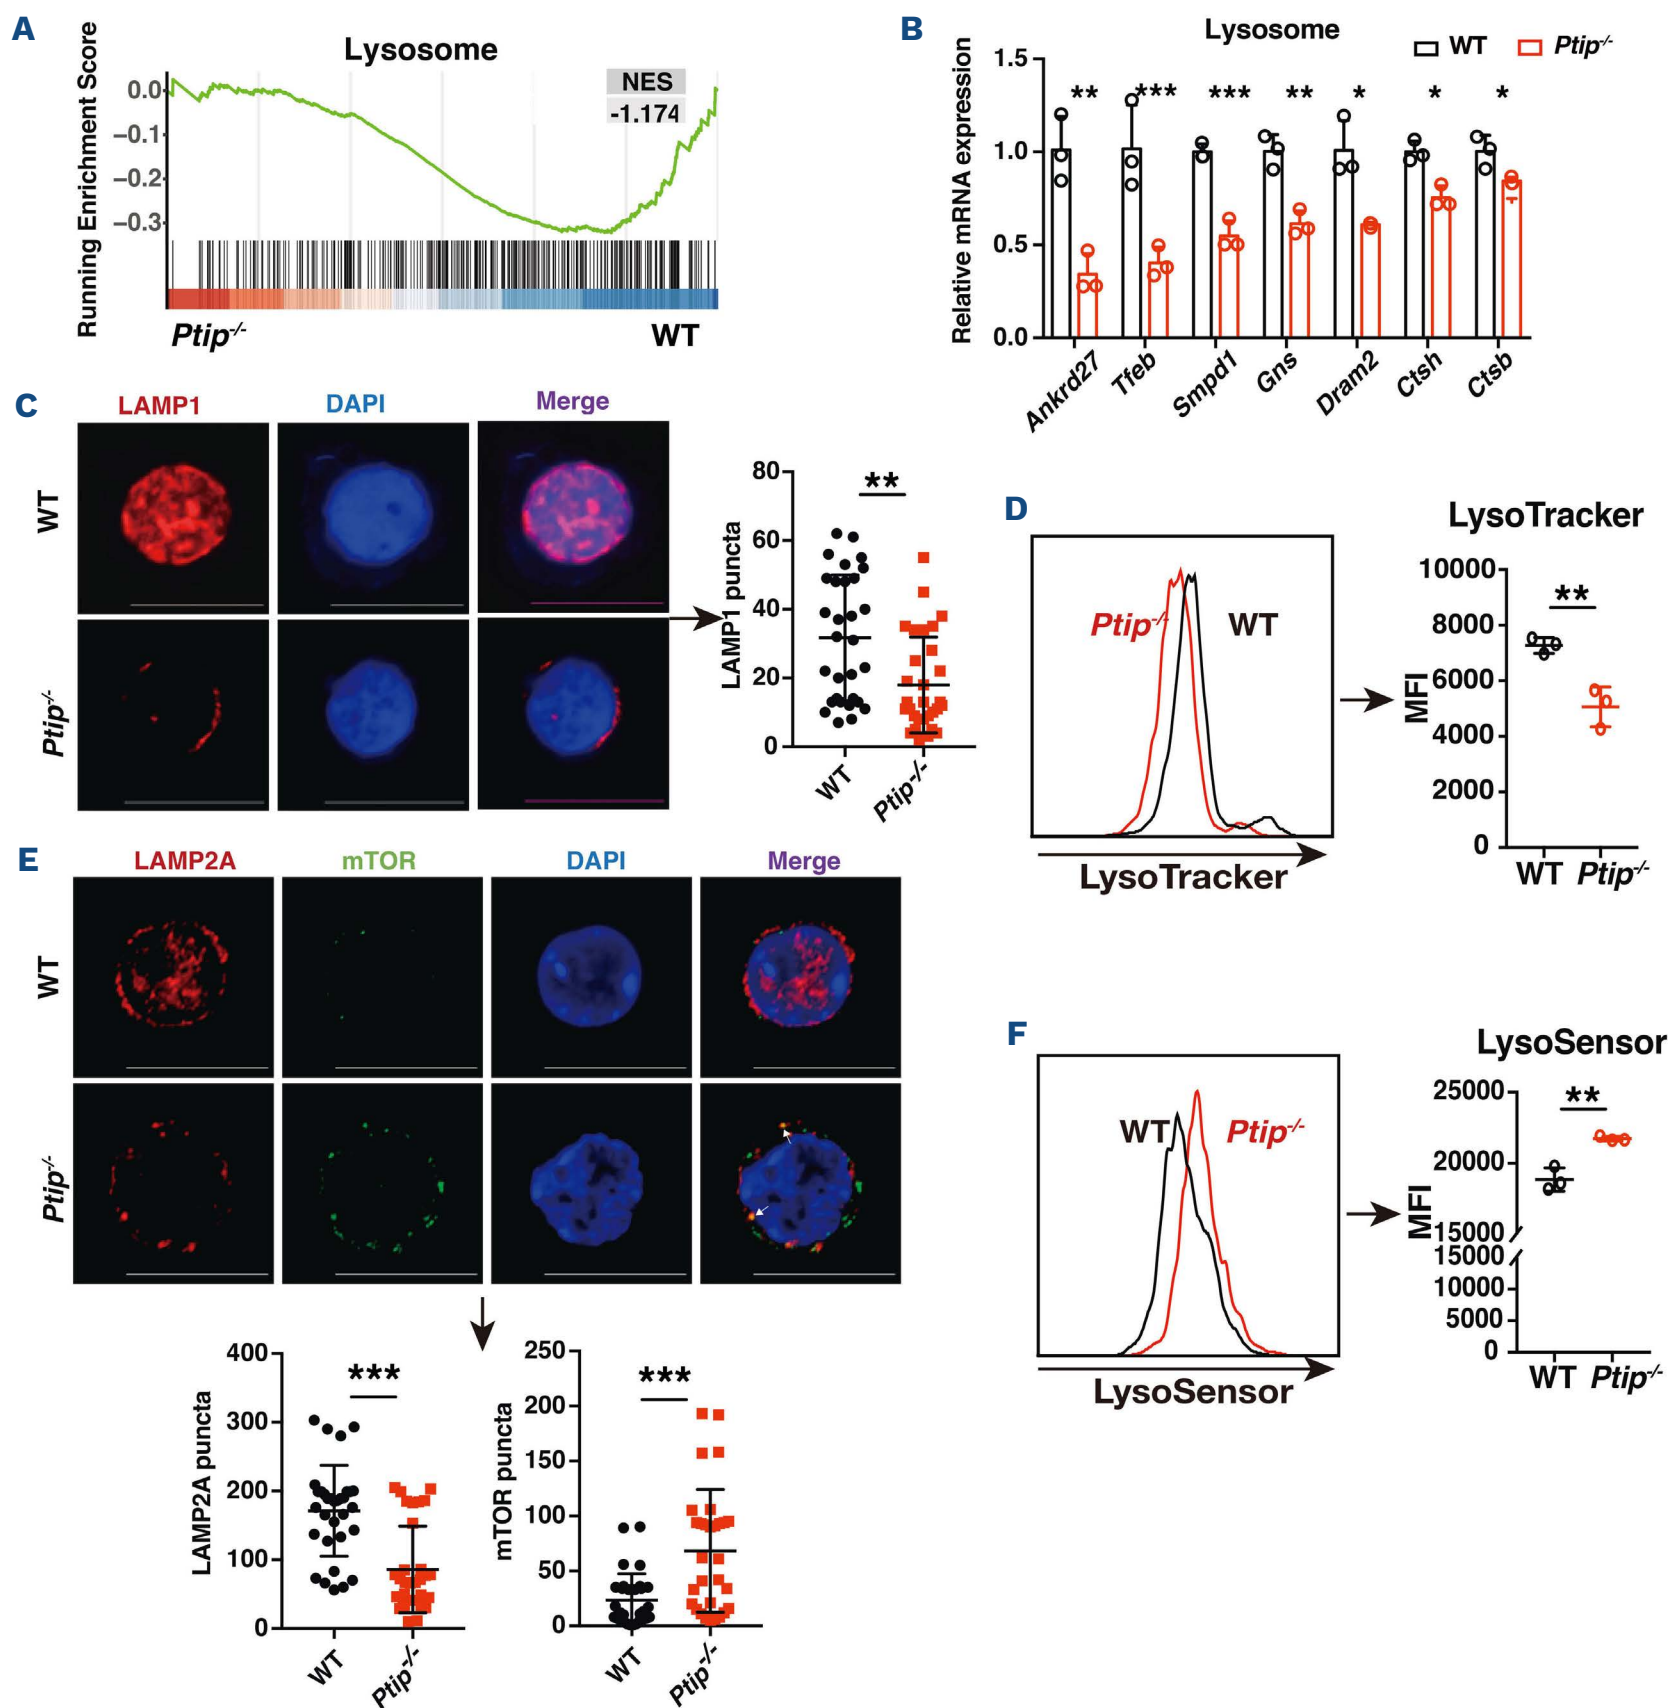 A
Lysosome
Running Enrichment Score
NES
-1.174
0.0
−0.1
−0.2
−0.3
Ptip-/-
WT
B
Lysosome
WT
Ptip-/-
Relative mRNA expression
1.5
1.0
0.5
0.0
** *** *** ** * * *
Ankrd27
Tfeb
Smpd1
Gns
Dram2
Ctsh
Ctsb
C
LAMP1
DAPI
Merge
WT
Ptip-/-
LAMP1 puncta
80
60
40
20
0
**
WT
Ptip-/-
D
Ptip-/-
WT
LysoTracker
LysoTracker
MFI
10000
8000
6000
4000
2000
0
**
WT
Ptip-/-
E
LAMP2A
mTOR
DAPI
Merge
WT
Ptip-/-
LAMP2A puncta
400
300
200
100
0
***
WT
Ptip-/-
mTOR puncta
250
200
150
100
50
0
***
WT
Ptip-/-
F
WT
Ptip-/-
LysoSensor
LysoSensor
MFI
25000
20000
15000
15000
10000
5000
0
**
WT
Ptip-/-